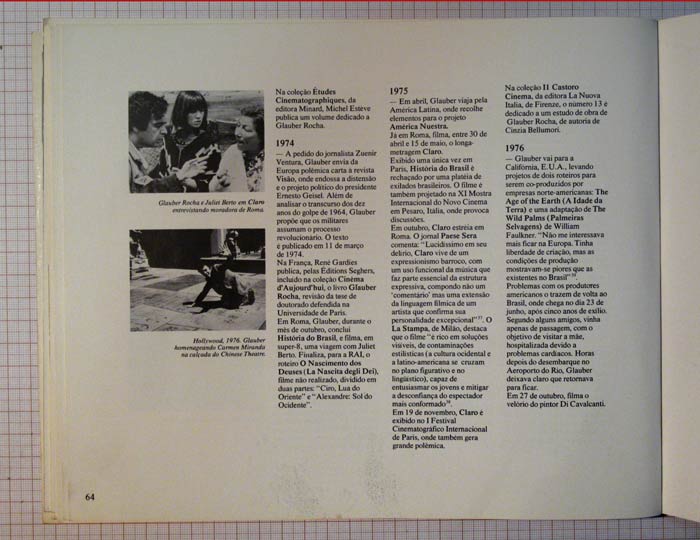 Glauber Rocha e Juliet Berto em Claro
entrevistando moradora de Roma.
Hollywood, 1976. Glauber
homenageando Carmen Miranda
na calçada do Chinese Theatre.
64
Na coleção Études
Cinematographiques, da
editora Minard, Michel Esteve
publica um volume dedicado a
Glauber Rocha.
1974
— A pedido do jornalista Zuenir
Ventura, Glauber envia da
Europa polêmica carta à revista
Visão, onde endossa a distensão
e o projeto político do presidente
Ernesto Geisel. Além de
analisar o transcurso dos dez
anos do golpe de 1964, Glauber
propõe que os militares
assumam o processo
revolucionário. O texto
é publicado em 11 de março
de 1974.
Na França, René Gardies
publica, pelas Éditions Seghers,
incluído na coleção Cinéma
d'Aujourd'hui, o livro Glauber
Rocha, revisão da tese de
doutorado defendida na
Universidade de Paris.
Em Roma, Glauber, durante o
mês de outubro, conclui
História do Brasil, e filma, em
super-8, uma viagem com Juliet
Berto. Finaliza, para a RAI, o
roteiro O Nascimento dos
Deuses (La Nascita degli Dei),
filme não realizado, dividido em
duas partes: "Ciro, Lua do
Oriente" e "Alexandre: Sol do
Ocidente".
1975
— Em abril, Glauber viaja pela
América Latina, onde recolhe
elementos para o projeto
América Nuestra.
Já em Roma, filma, entre 30 de
abril e 15 de maio, o longa-
metragem Claro.
Exibido uma única vez em
Paris, História do Brasil é
rechaçado por uma platéia de
exilados brasileiros. O filme é
também projetado na XI Mostra
Internacional do Novo Cinema
em Pesaro, Itália, onde provoca
discussões.
Em outubro, Claro estréia em
Roma. O jornal Paese Sera
comenta: "Lucidíssimo em seu
delírio, Claro vive de um
expressionismo barroco, com
um uso funcional da música que
faz parte essencial da estrutura
expressiva, compondo não um
'comentário' mas uma extensão
da linguagem fílmica de um
artista que confirma sua
personalidade excepcional". O
La Stampa, de Milão, destaca
que o filme "é rico em soluções
visíveis, de contaminações
estilísticas (a cultura ocidental e
a latino-americana se cruzam
no plano figurativo e no
lingüístico), capaz de
entusiasmar os jovens e mitigar
a desconfiança do espectador
mais conformado".
Em 19 de novembro, Claro é
exibido no I Festival
Cinematográfico Internacional
de Paris, onde também gera
grande polêmica.
Na coleção Il Castoro
Cinema, da editora La Nuova
Italia, de Firenze, o número 13 é
dedicado a um estudo de obra de
Glauber Rocha, de autoria de
Cinzia Bellumori.
1976
— Glauber vai para a
California, E.U.A., levando
projetos de dois roteiros para
serem co-produzidos por
empresas norte-americanas: The
Age of the Earth (A Idade da
Terra) e uma adaptação de The
Wild Palms (Palmeiras
Selvagens) de William
Faulkner. "Não me interessava
mais ficar na Europa. Tinha
liberdade de criação, mas as
condições de produção
mostravam-se piores que as
existentes no Brasil".
Problemas com os produtores
americanos o trazem de volta ao
Brasil, onde chega no dia 23 de
junho, após cinco anos de exílio.
Segundo alguns amigos, vinha
apenas de passagem, com o
objetivo de visitar a mãe,
hospitalizada devido a
problemas cardíacos. Horas
depois do desembarque no
Aeroporto do Rio, Glauber
deixava claro que retornava
para ficar.
Em 27 de outubro, filma o
velório do pintor Di Cavalcanti.